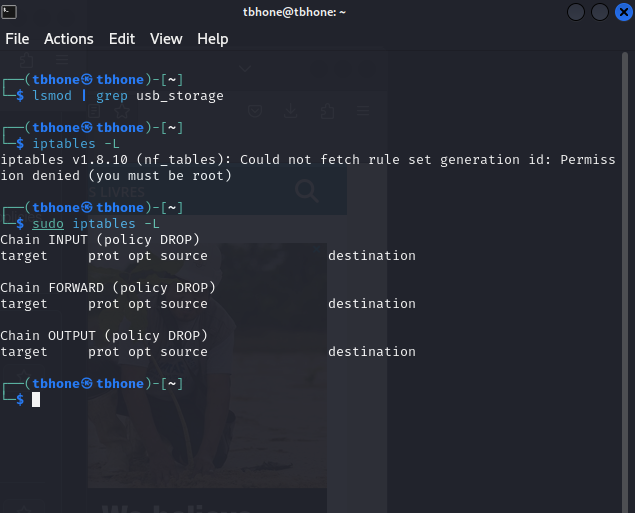 tbhone@tbhone: ~
File Actions Edit View Help
┌──(tbhone㉿tbhone)-[~]
└─$ lsmod | grep usb_storage
┌──(tbhone㉿tbhone)-[~]
└─$ iptables -L
iptables v1.8.10 (nf_tables): Could not fetch rule set generation id: Permiss
ion denied (you must be root)
S LIVRES
┌──(tbhone㉿tbhone)-[~]
└─$ sudo iptables -L
Chain INPUT (policy DROP)
target prot opt source destination
Chain FORWARD (policy DROP)
target prot opt source destination
Chain OUTPUT (policy DROP)
target prot opt source destination
┌──(tbhone㉿tbhone)-[~]
└─$